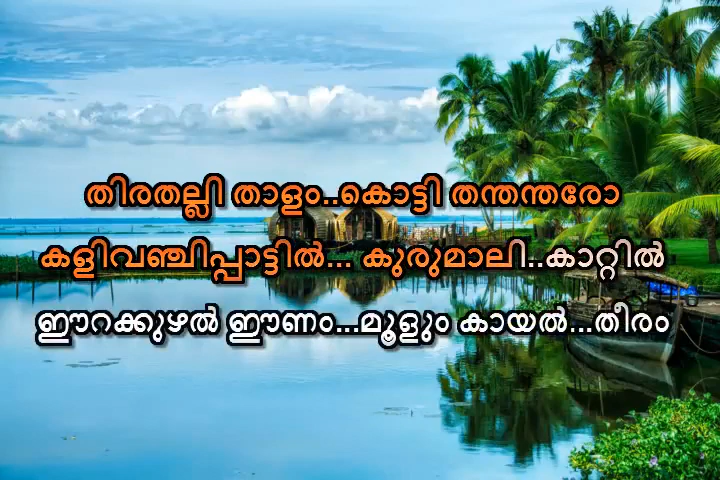 തിരതല്ലി താളം..കൊട്ടി തന്തന്തരോ
കളിവഞ്ചിപ്പാട്ടിൽ... കുരുമാലി..കാറ്റിൽ
ഈറക്കുഴൽ ഈണം...മൂളും കായൽ...തീരം